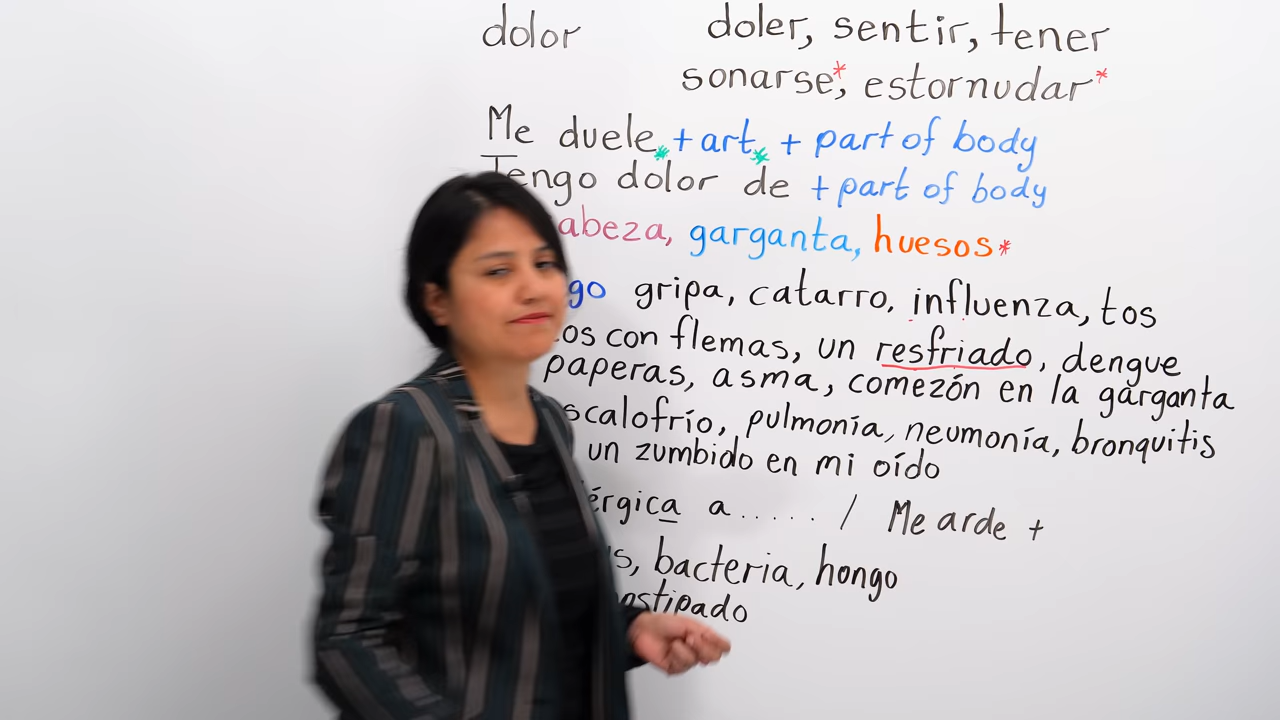 dolor doler, sentir, tener
sonarse*, estornudar*
Me duele* + art* + part of body
Tengo dolor de + part of body
abeza, garganta, huesos*
go gripa, catarro, influenza, tos
os con flemas, un resfriado, dengue
paperas, asma, comezón en la garganta
scalofrío, pulmonía, neumonía, bronquitis
un zumbido en mi oído
érgica a ..... / Me arde +
s, bacteria, hongo
ostipado